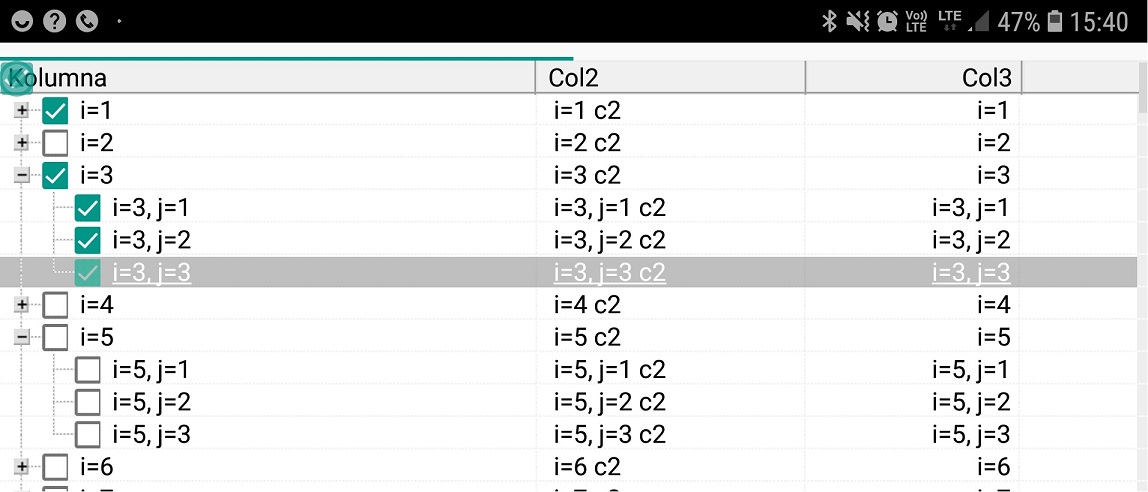 Vo)) LTE LTE 47% 15:40
Kolumna Col2 Col3
i=1 i=1 c2 i=1
i=2 i=2 c2 i=2
i=3 i=3 c2 i=3
i=3, j=1 i=3, j=1 c2 i=3, j=1
i=3, j=2 i=3, j=2 c2 i=3, j=2
i=3, j=3 i=3, j=3 c2 i=3, j=3
i=4 i=4 c2 i=4
i=5 i=5 c2 i=5
i=5, j=1 i=5, j=1 c2 i=5, j=1
i=5, j=2 i=5, j=2 c2 i=5, j=2
i=5, j=3 i=5, j=3 c2 i=5, j=3
i=6 i=6 c2 i=6